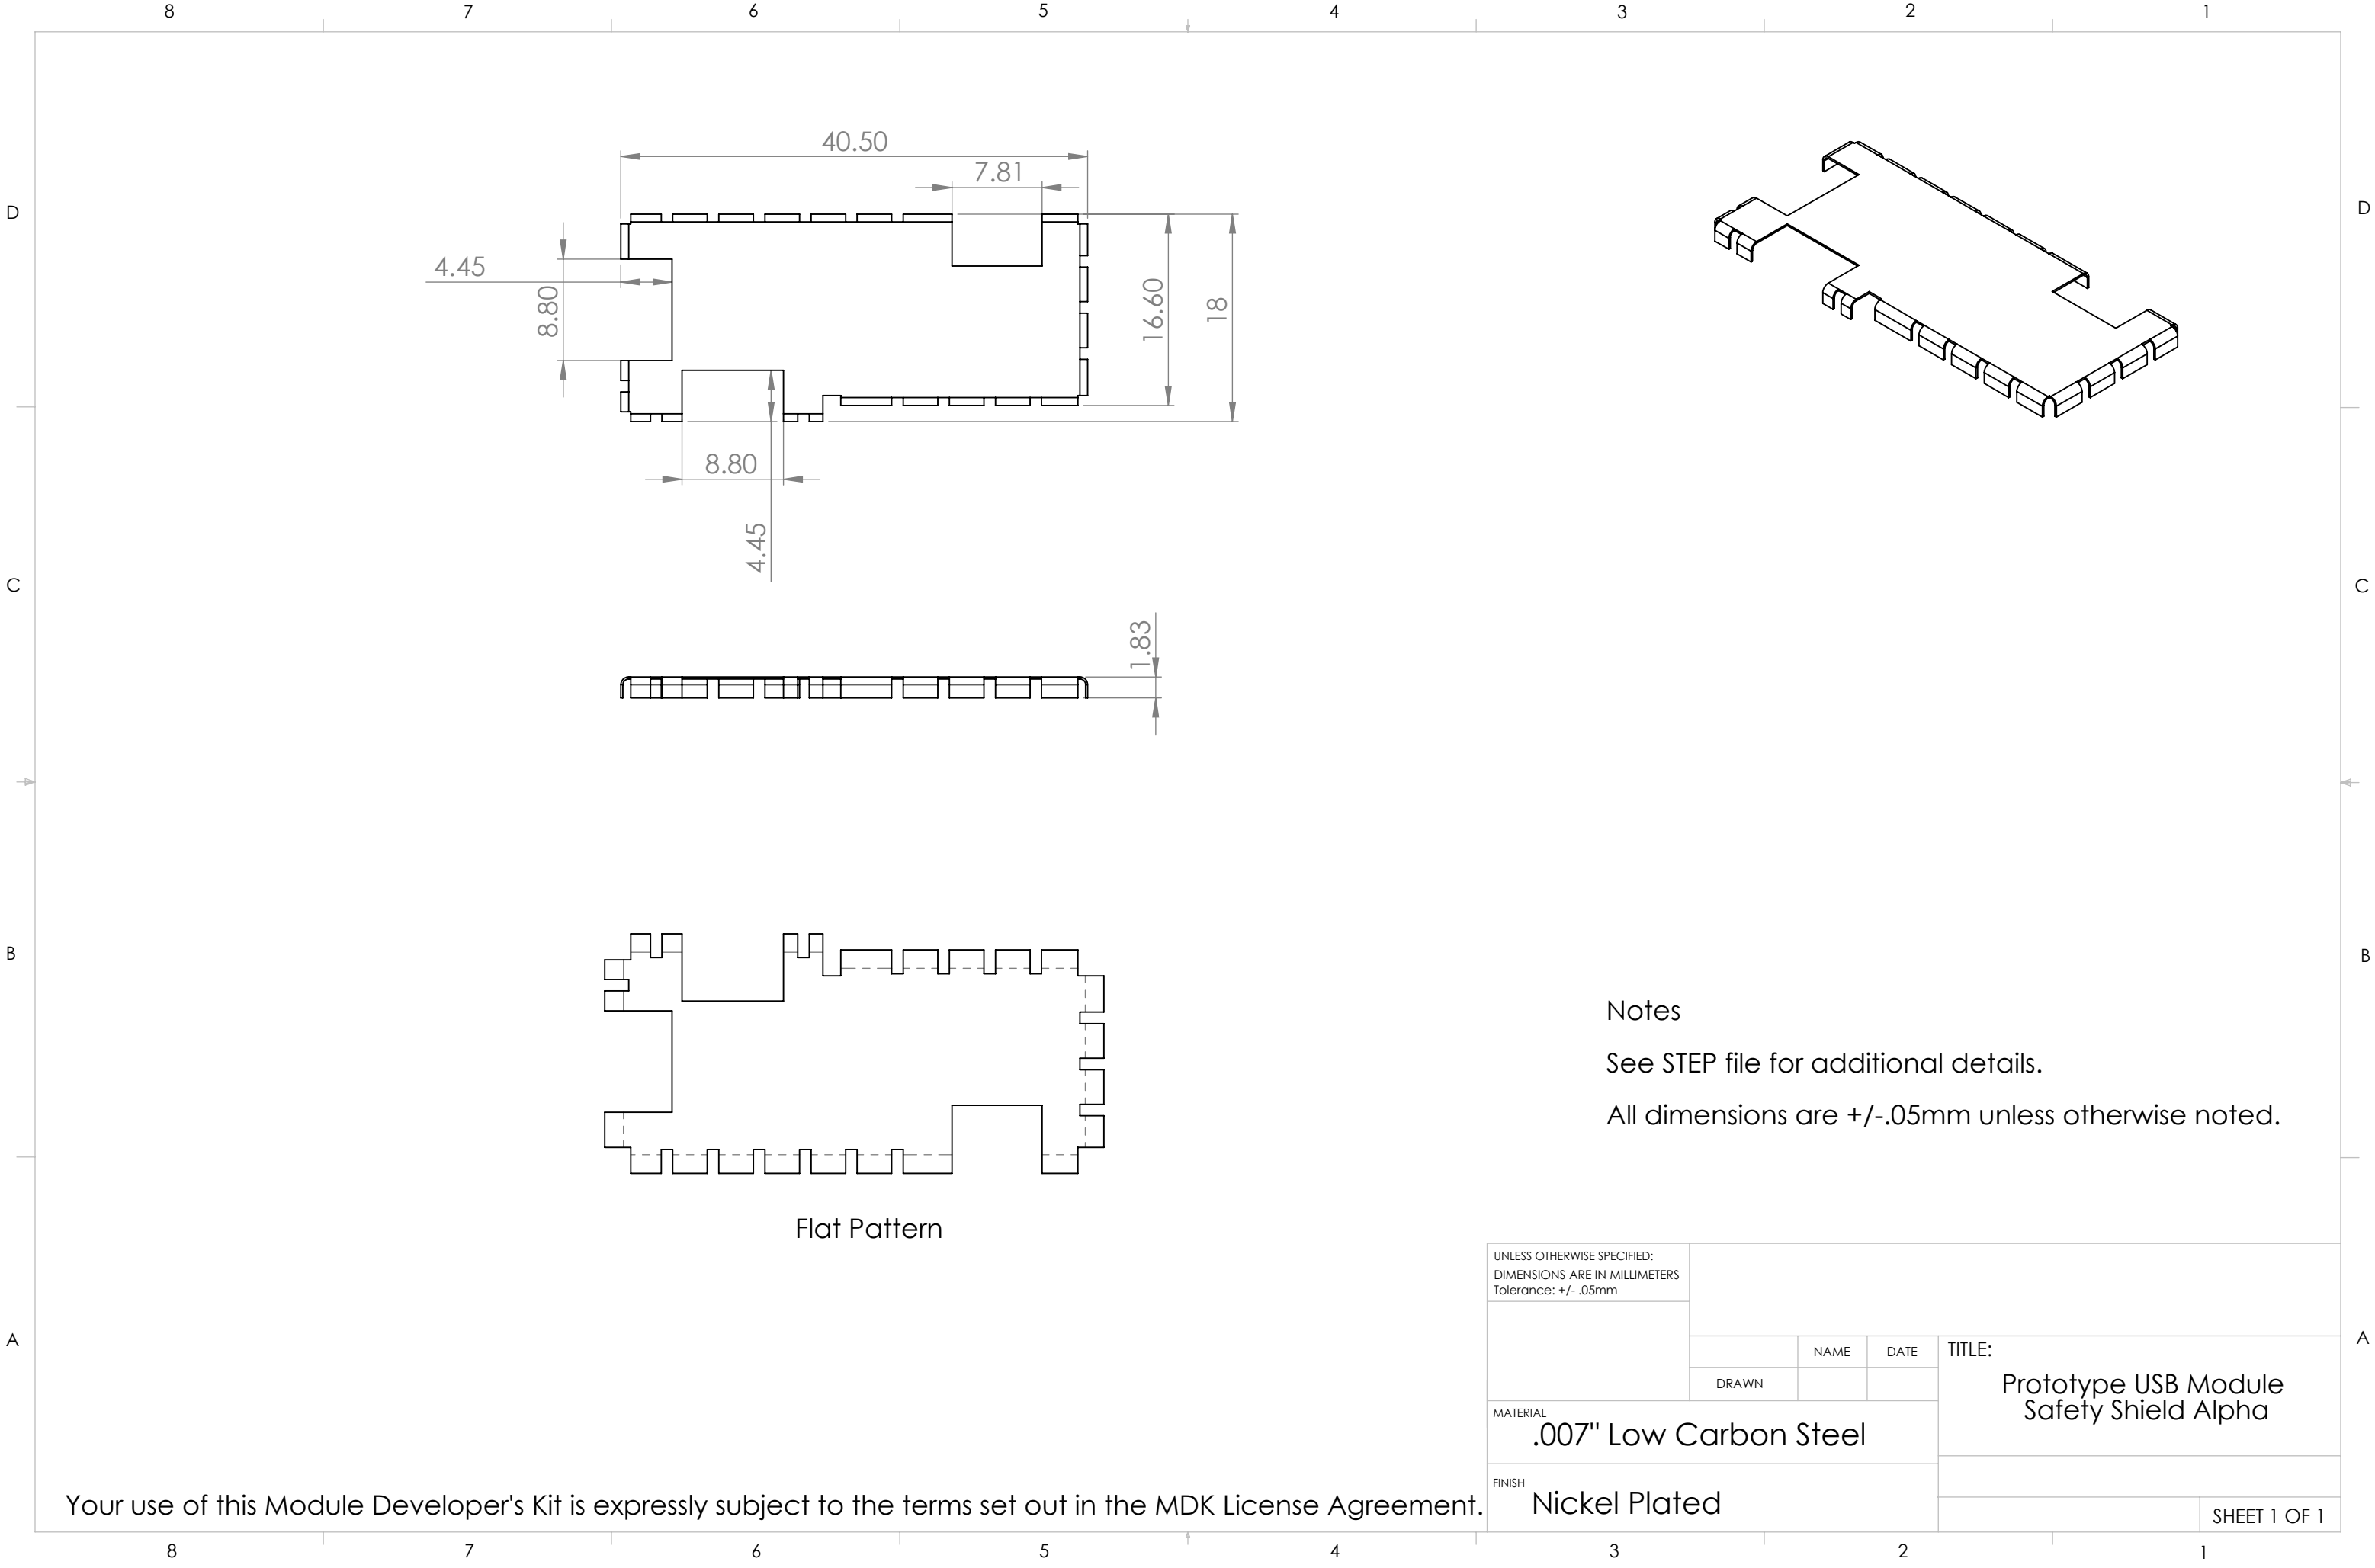 8 7 6 5 4 3 2 1
40.50
7.81
D D
4.45
8.80
16.60
18
8.80
4.45
C C
1.83
B B
Notes
See STEP file for additional details.
All dimensions are +/-.05mm unless otherwise noted.
Flat Pattern
UNLESS OTHERWISE SPECIFIED:
DIMENSIONS ARE IN MILLIMETERS
Tolerance: +/- .05mm
A A
NAME DATE
DRAWN
TITLE:
Prototype USB Module
Safety Shield Alpha
MATERIAL
.007" Low Carbon Steel
FINISH
Nickel Plated
Your use of this Module Developer's Kit is expressly subject to the terms set out in the MDK License Agreement.
SHEET 1 OF 1
8 7 6 5 4 3 2 1